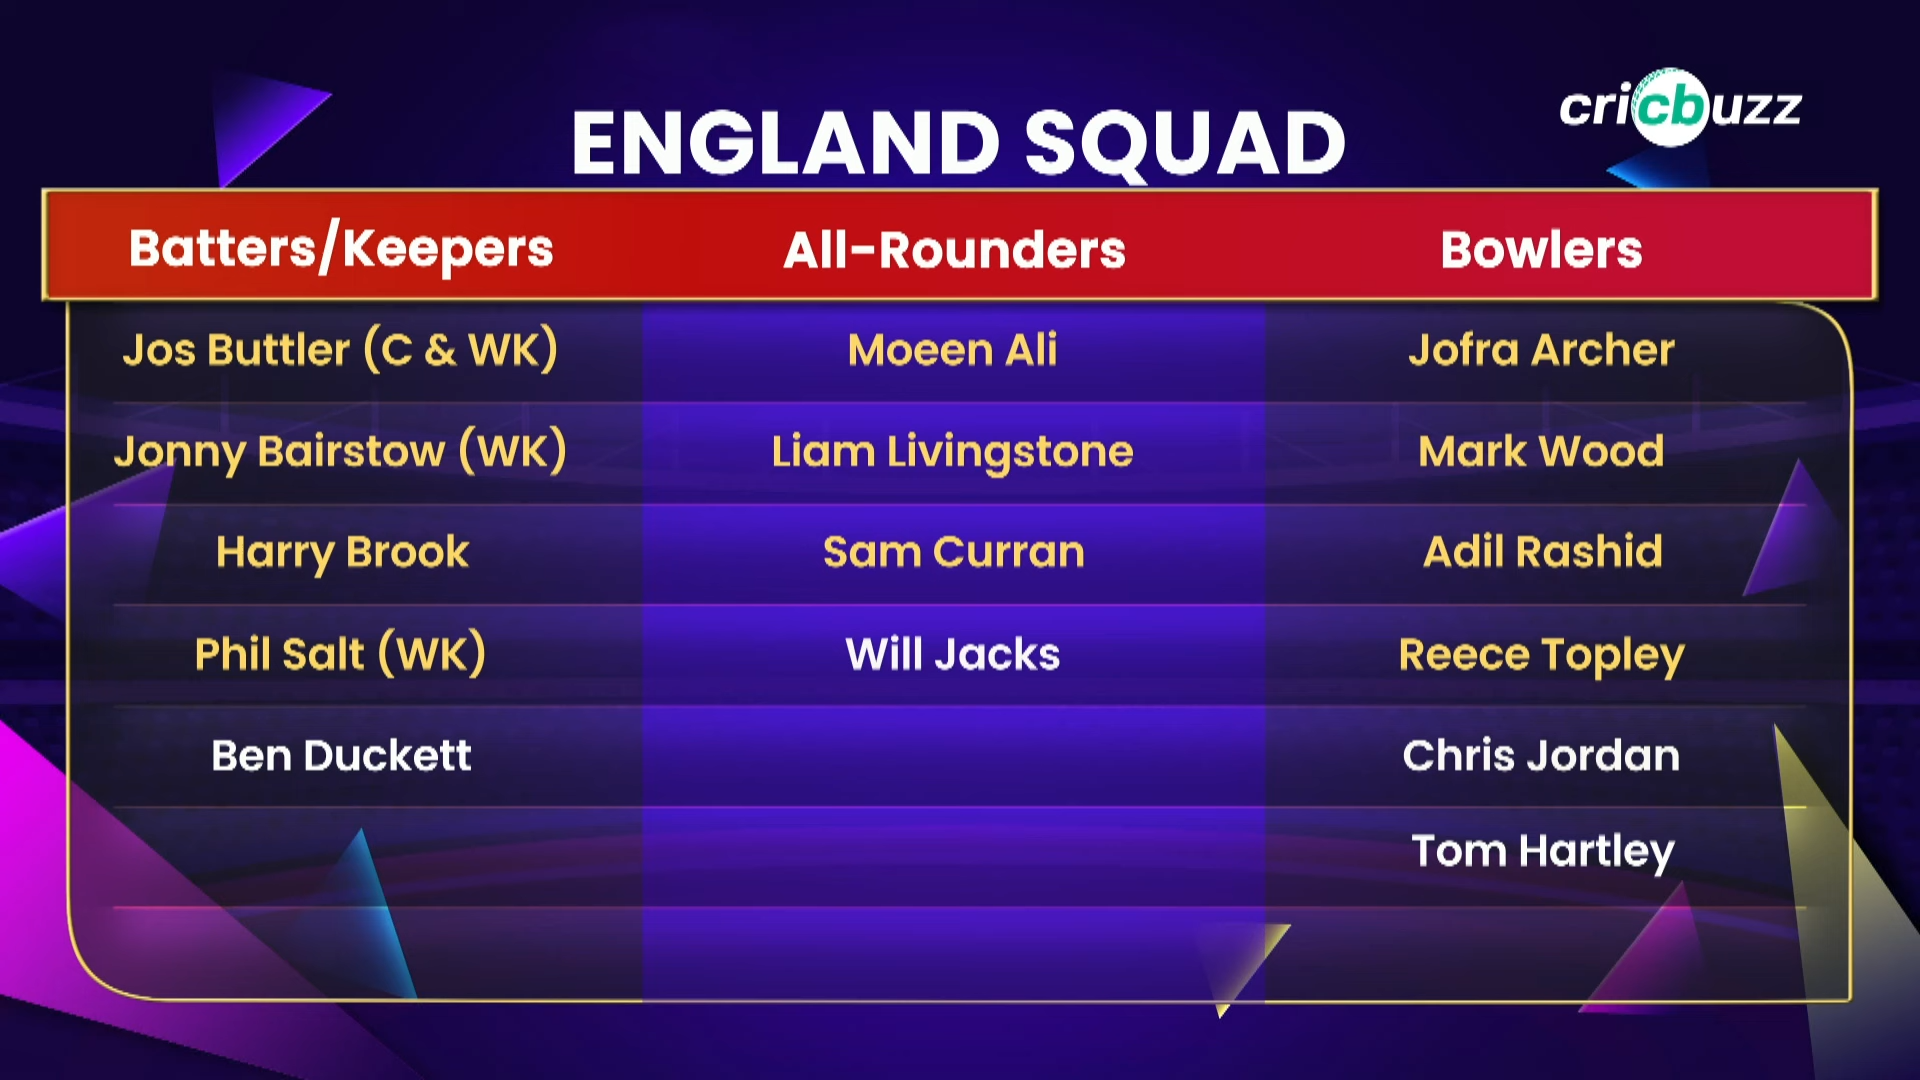 cricbuzz
ENGLAND SQUAD
Batters/Keepers All-Rounders Bowlers
Jos Buttler (C & WK) Moeen Ali Jofra Archer
Jonny Bairstow (WK) Liam Livingstone Mark Wood
Harry Brook Sam Curran Adil Rashid
Phil Salt (WK) Will Jacks Reece Topley
Ben Duckett Chris Jordan
Tom Hartley